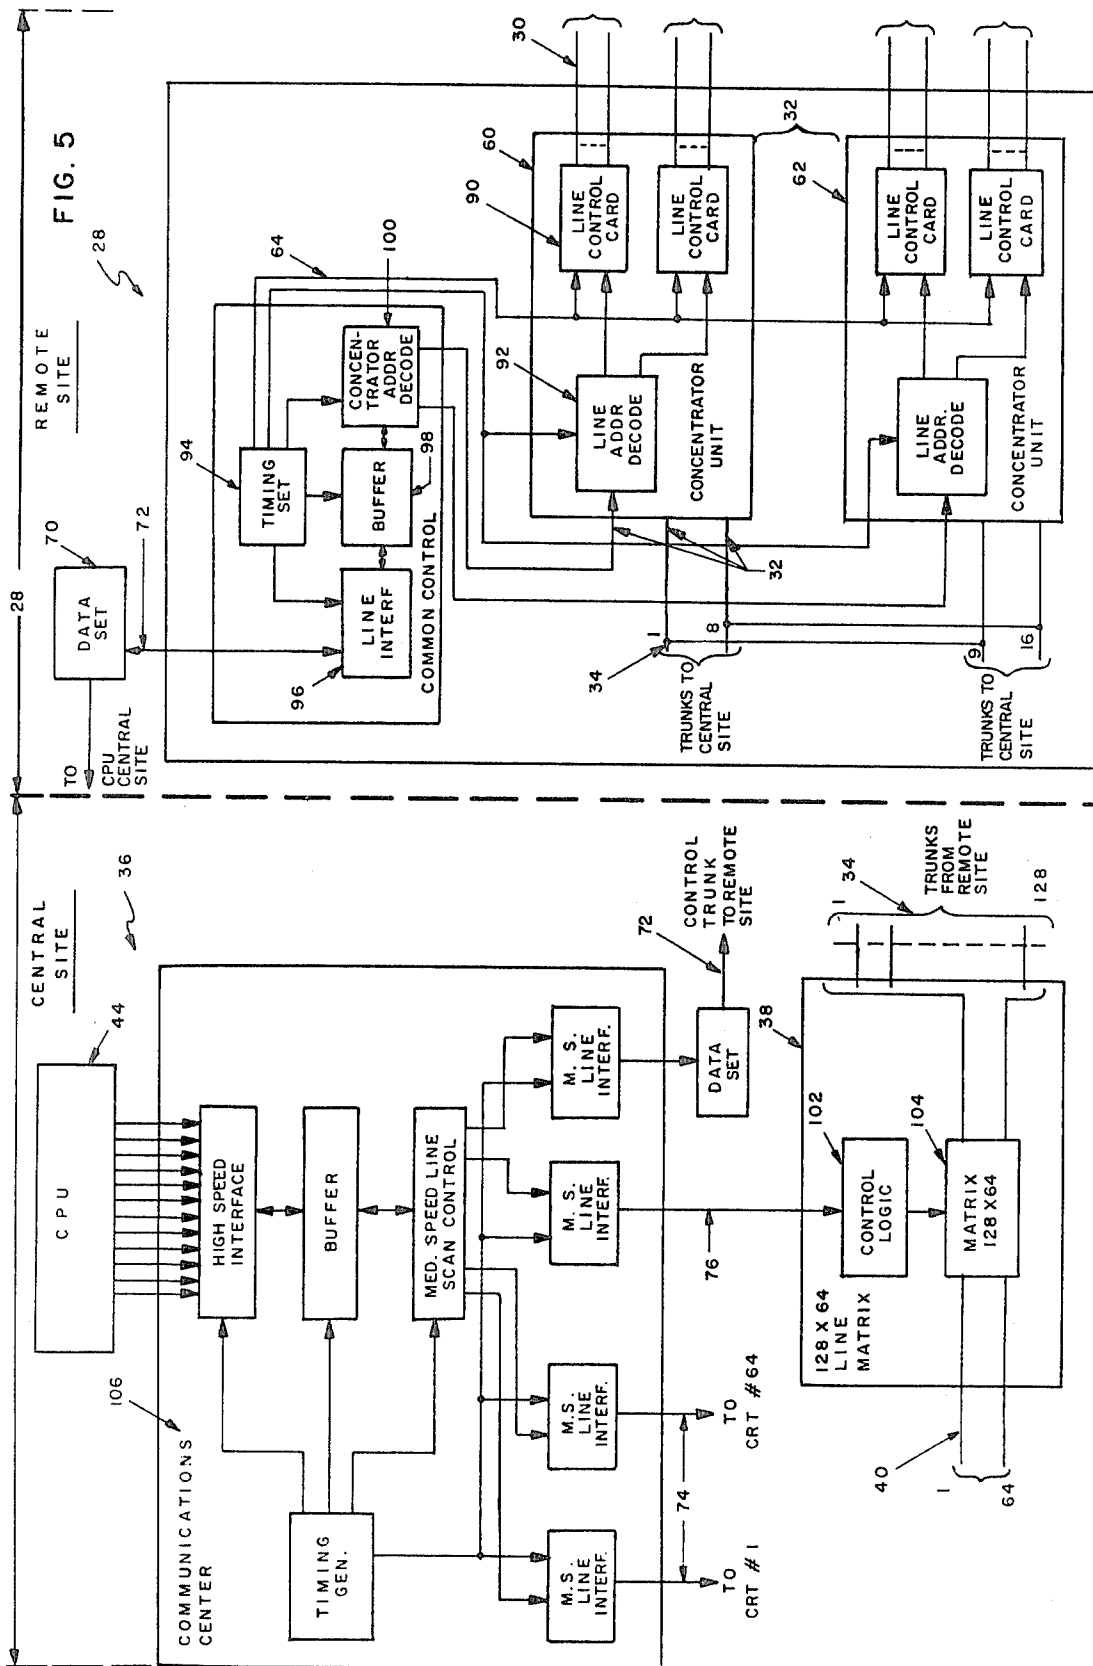 FIG. 5
CENTRAL
SITE
36
44
CPU
106
COMMUNICATIONS
CENTER
HIGH SPEED
INTERFACE
BUFFER
MED. SPEED LINE
SCAN CONTROL
TIMING
GEN.
M.S.
LINE
INTERF.
M.S.
LINE
INTERF.
M. S.
LINE
INTERF.
M. S.
LINE
INTERF.
74
TO
CRT #1
TO
CRT #64
76
DATA
SET
72
CONTROL
TRUNK
TO REMOTE
SITE
38
102
CONTROL
LOGIC
104
MATRIX
128 X 64
128 X 64
LINE
MATRIX
40
1
64
1
34
TRUNKS
FROM
REMOTE
SITE
128
28
REMOTE
SITE
28
70
DATA
SET
72
TO
CPU
CENTRAL
SITE
94
TIMING
SET
64
100
CONCEN-
TRATOR
ADDR
DECODE
BUFFER
98
LINE
INTERF
96
COMMON CONTROL
60
90
LINE
CONTROL
CARD
LINE
CONTROL
CARD
30
92
LINE
ADDR
DECODE
CONCENTRATOR
UNIT
32
32
34
1
8
TRUNKS TO
CENTRAL
SITE
62
LINE
CONTROL
CARD
LINE
CONTROL
CARD
LINE
ADDR.
DECODE
CONCENTRATOR
UNIT
9
16
TRUNKS TO
CENTRAL
SITE